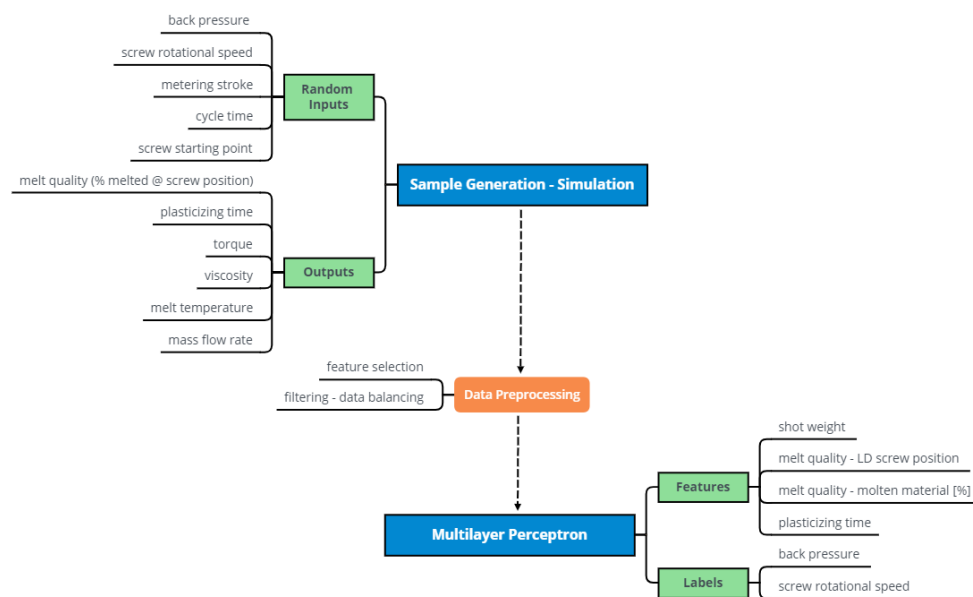 back pressure
screw rotational speed
metering stroke
cycle time
screw starting point
Random
Inputs
melt quality (% melted @ screw position)
plasticizing time
torque
viscosity
melt temperature
mass flow rate
Outputs
Sample Generation - Simulation
feature selection
filtering - data balancing
Data Preprocessing
Multilayer Perceptron
Features
shot weight
melt quality - LD screw position
melt quality - molten material [%]
plasticizing time
Labels
back pressure
screw rotational speed